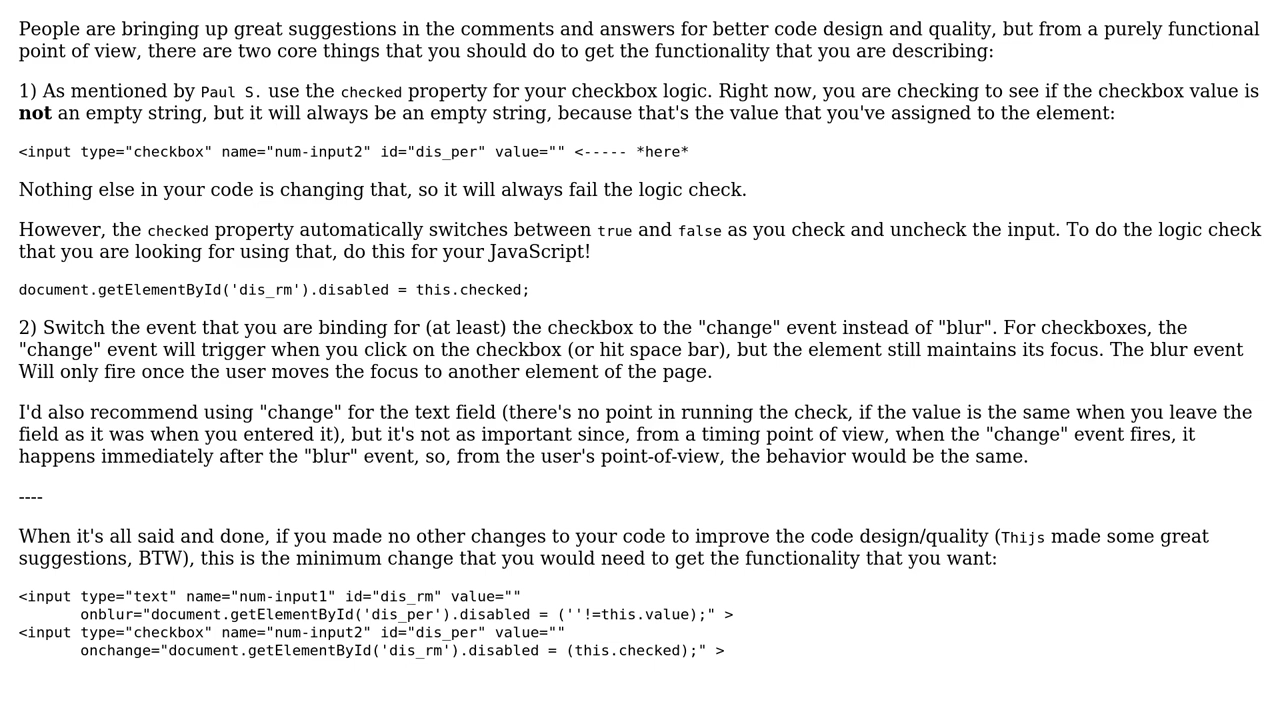 People are bringing up great suggestions in the comments and answers for better code design and quality, but from a purely functional
point of view, there are two core things that you should do to get the functionality that you are describing:
1) As mentioned by Paul S. use the checked property for your checkbox logic. Right now, you are checking to see if the checkbox value is
not an empty string, but it will always be an empty string, because that's the value that you've assigned to the element:
<input type="checkbox" name="num-input2" id="dis_per" value="" <----- *here*
Nothing else in your code is changing that, so it will always fail the logic check.
However, the checked property automatically switches between true and false as you check and uncheck the input. To do the logic check
that you are looking for using that, do this for your JavaScript!
document.getElementById('dis_rm').disabled = this.checked;
2) Switch the event that you are binding for (at least) the checkbox to the "change" event instead of "blur". For checkboxes, the
"change" event will trigger when you click on the checkbox (or hit space bar), but the element still maintains its focus. The blur event
Will only fire once the user moves the focus to another element of the page.
I'd also recommend using "change" for the text field (there's no point in running the check, if the value is the same when you leave the
field as it was when you entered it), but it's not as important since, from a timing point of view, when the "change" event fires, it
happens immediately after the "blur" event, so, from the user's point-of-view, the behavior would be the same.
----
When it's all said and done, if you made no other changes to your code to improve the code design/quality (Thijs made some great
suggestions, BTW), this is the minimum change that you would need to get the functionality that you want:
<input type="text" name="num-input1" id="dis_rm" value=""
       onblur="document.getElementById('dis_per').disabled = (''!=this.value);" >
<input type="checkbox" name="num-input2" id="dis_per" value=""
       onchange="document.getElementById('dis_rm').disabled = (this.checked);" >